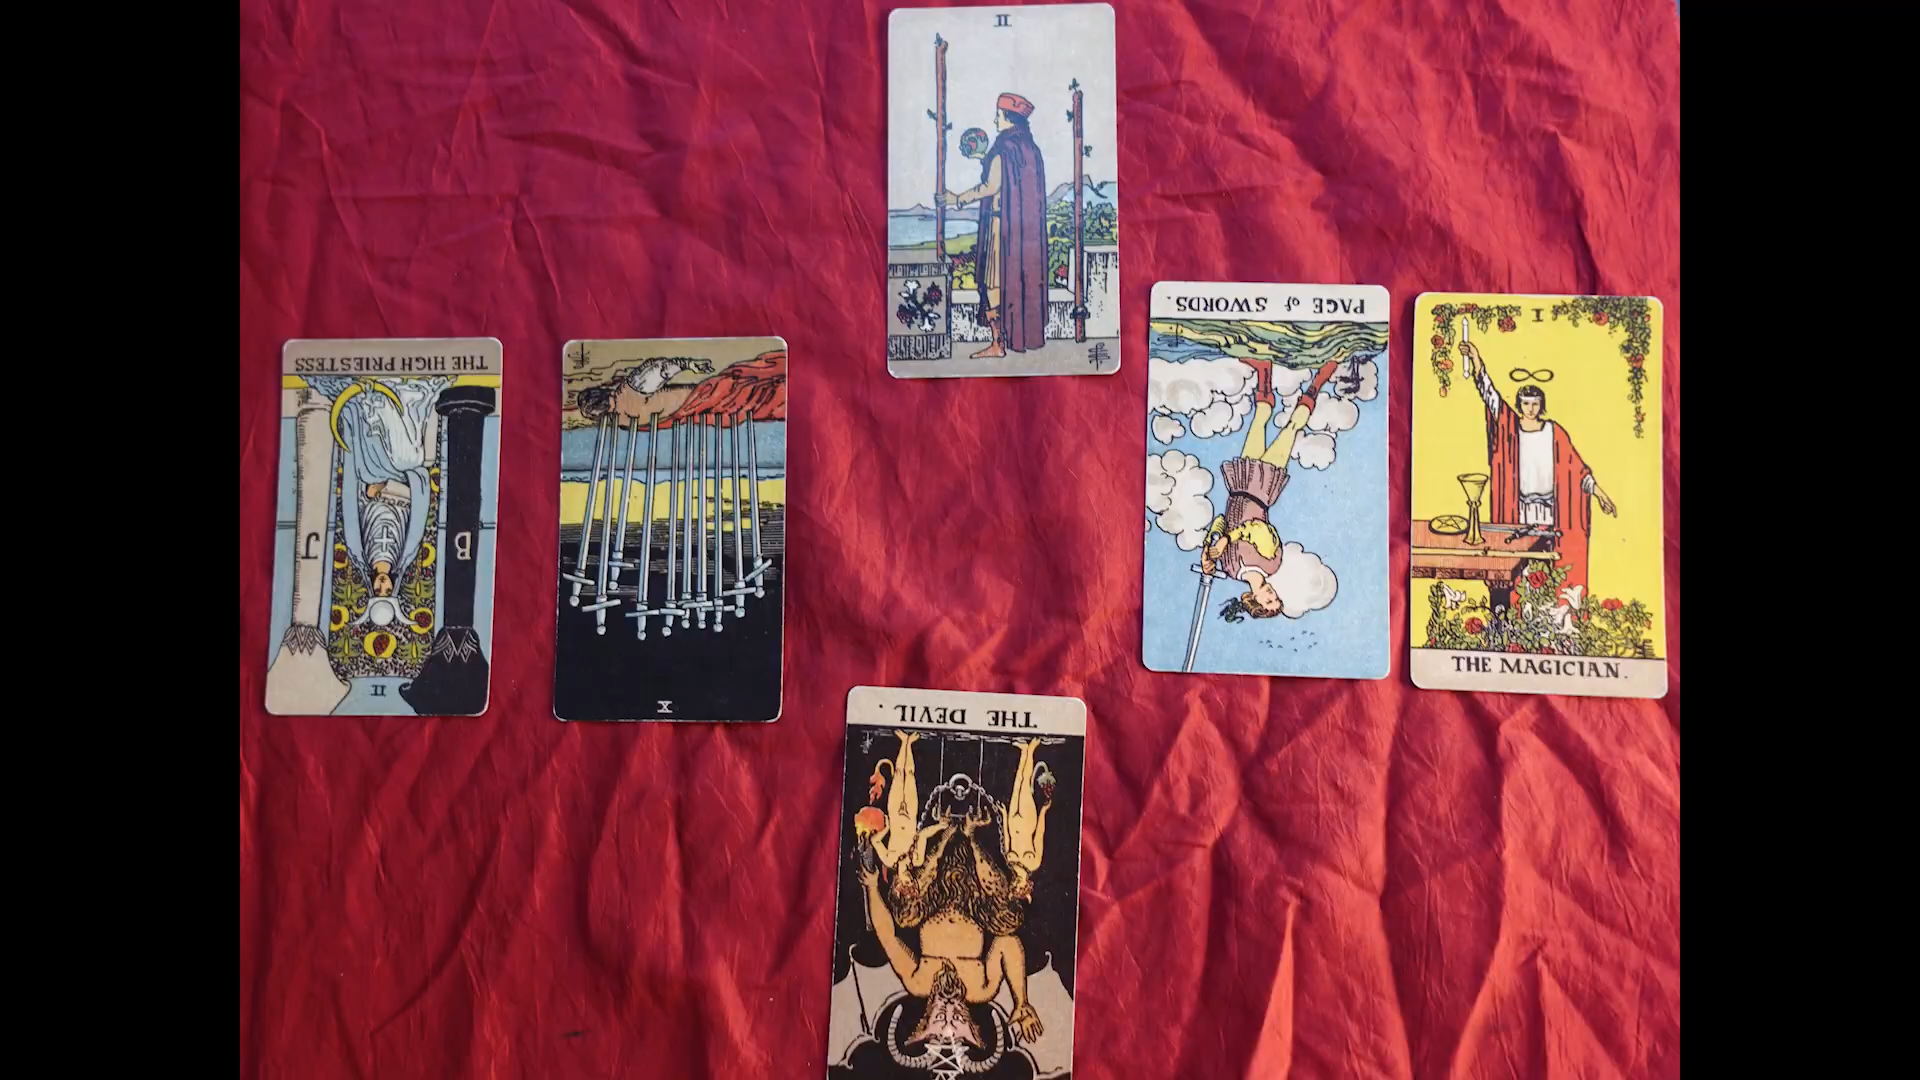 II
PAGE of SWORDS.
I
THE HIGH PRIESTESS
J
B
II
X
THE MAGICIAN.
THE DEVIL.